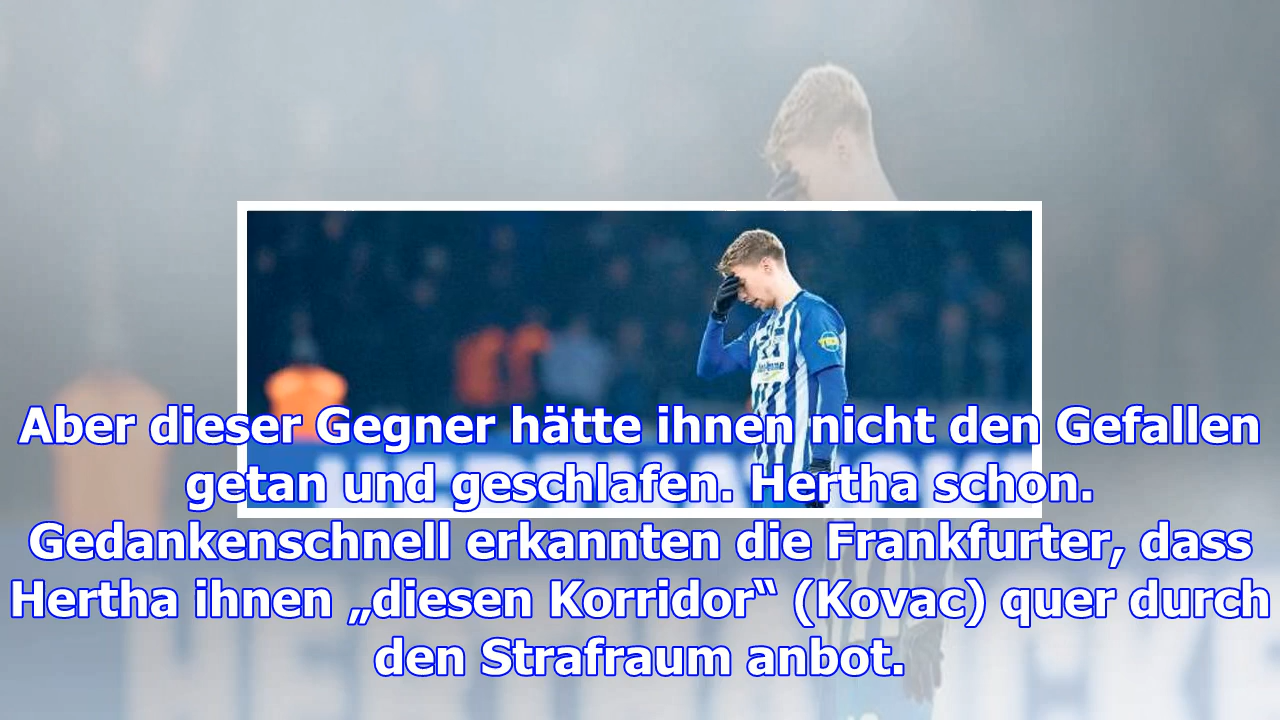 Aber dieser Gegner hätte ihnen nicht den Gefallen
getan und geschlafen. Hertha schon.
Gedankenschnell erkannten die Frankfurter, dass
Hertha ihnen „diesen Korridor“ (Kovac) quer durch
den Strafraum anbot.